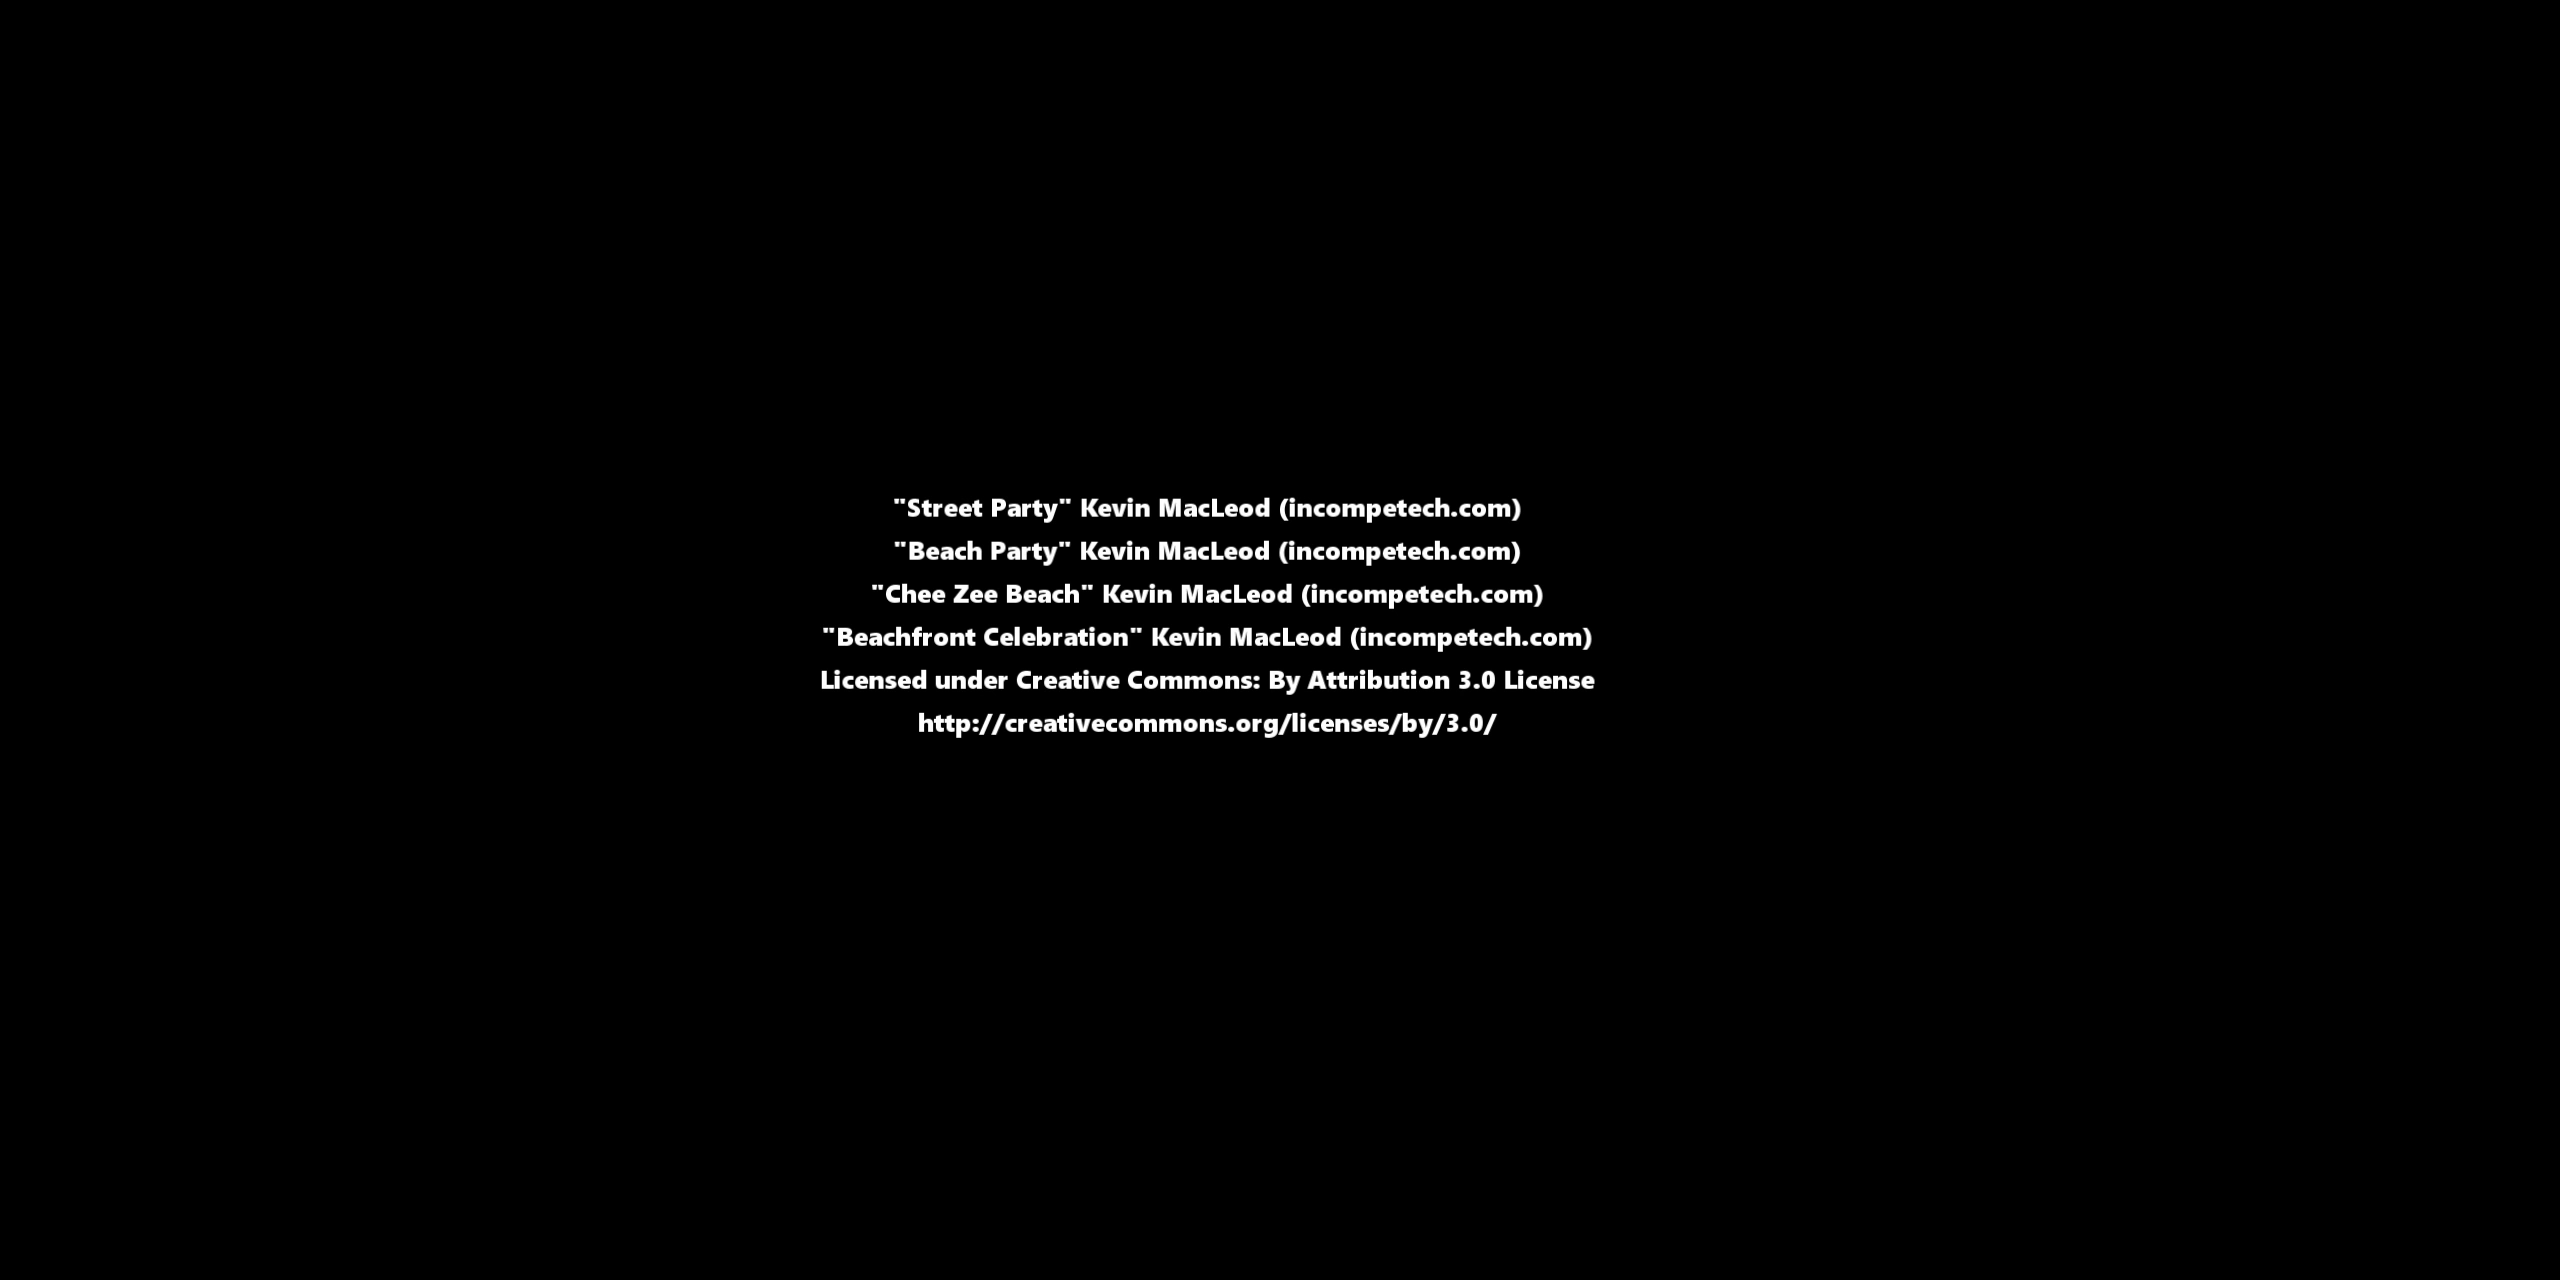 "Street Party" Kevin MacLeod (incompetech.com)
"Beach Party" Kevin MacLeod (incompetech.com)
"Chee Zee Beach" Kevin MacLeod (incompetech.com)
"Beachfront Celebration" Kevin MacLeod (incompetech.com)
Licensed under Creative Commons: By Attribution 3.0 License
http://creativecommons.org/licenses/by/3.0/